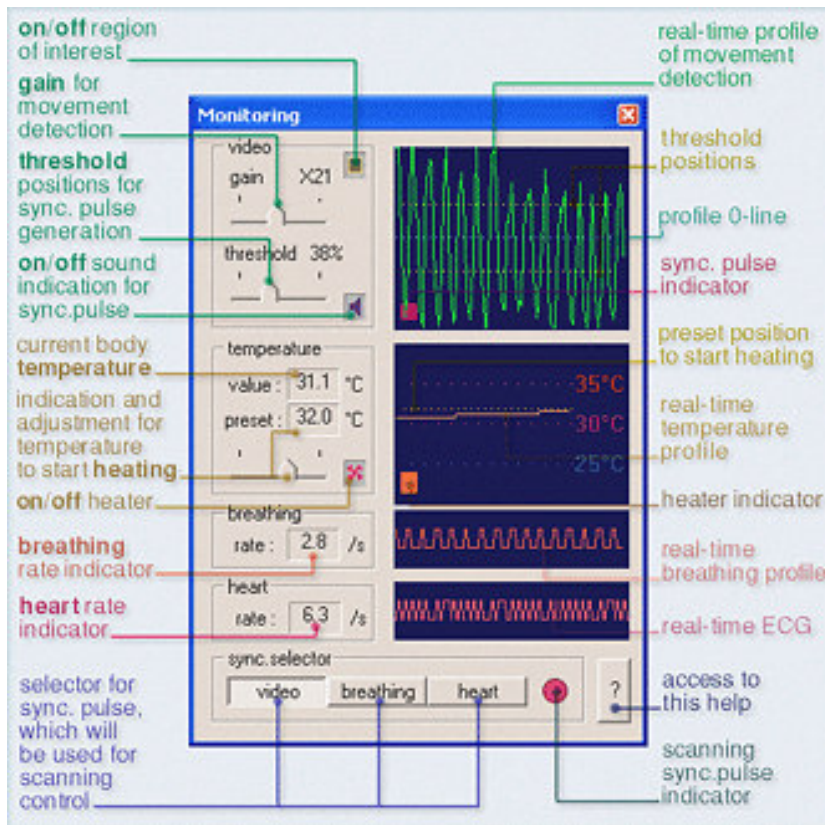 on/off region
of interest
gain for
movement
detection
threshold
positions for
sync. pulse
generation
on/off sound
indication for
sync.pulse
current body
temperature
indication and
adjustment for
temperature
to start heating
on/off heater
breathing
rate indicator
heart rate
indicator
selector for
sync. pulse,
which will
be used for
scanning
control
Monitoring
video
gain X21
threshold 38%
temperature
value : 31.1 °C
preset : 32.0 °C
breathing
rate : 2.8 /s
heart
rate : 6.3 /s
35°C
30°C
25°C
sync.selector
video breathing heart
?
real-time profile
of movement
detection
threshold
positions
profile 0-line
sync. pulse
indicator
preset position
to start heating
real-time
temperature
profile
heater indicator
real-time
breathing profile
real-time ECG
access to
this help
scanning
sync.pulse
indicator